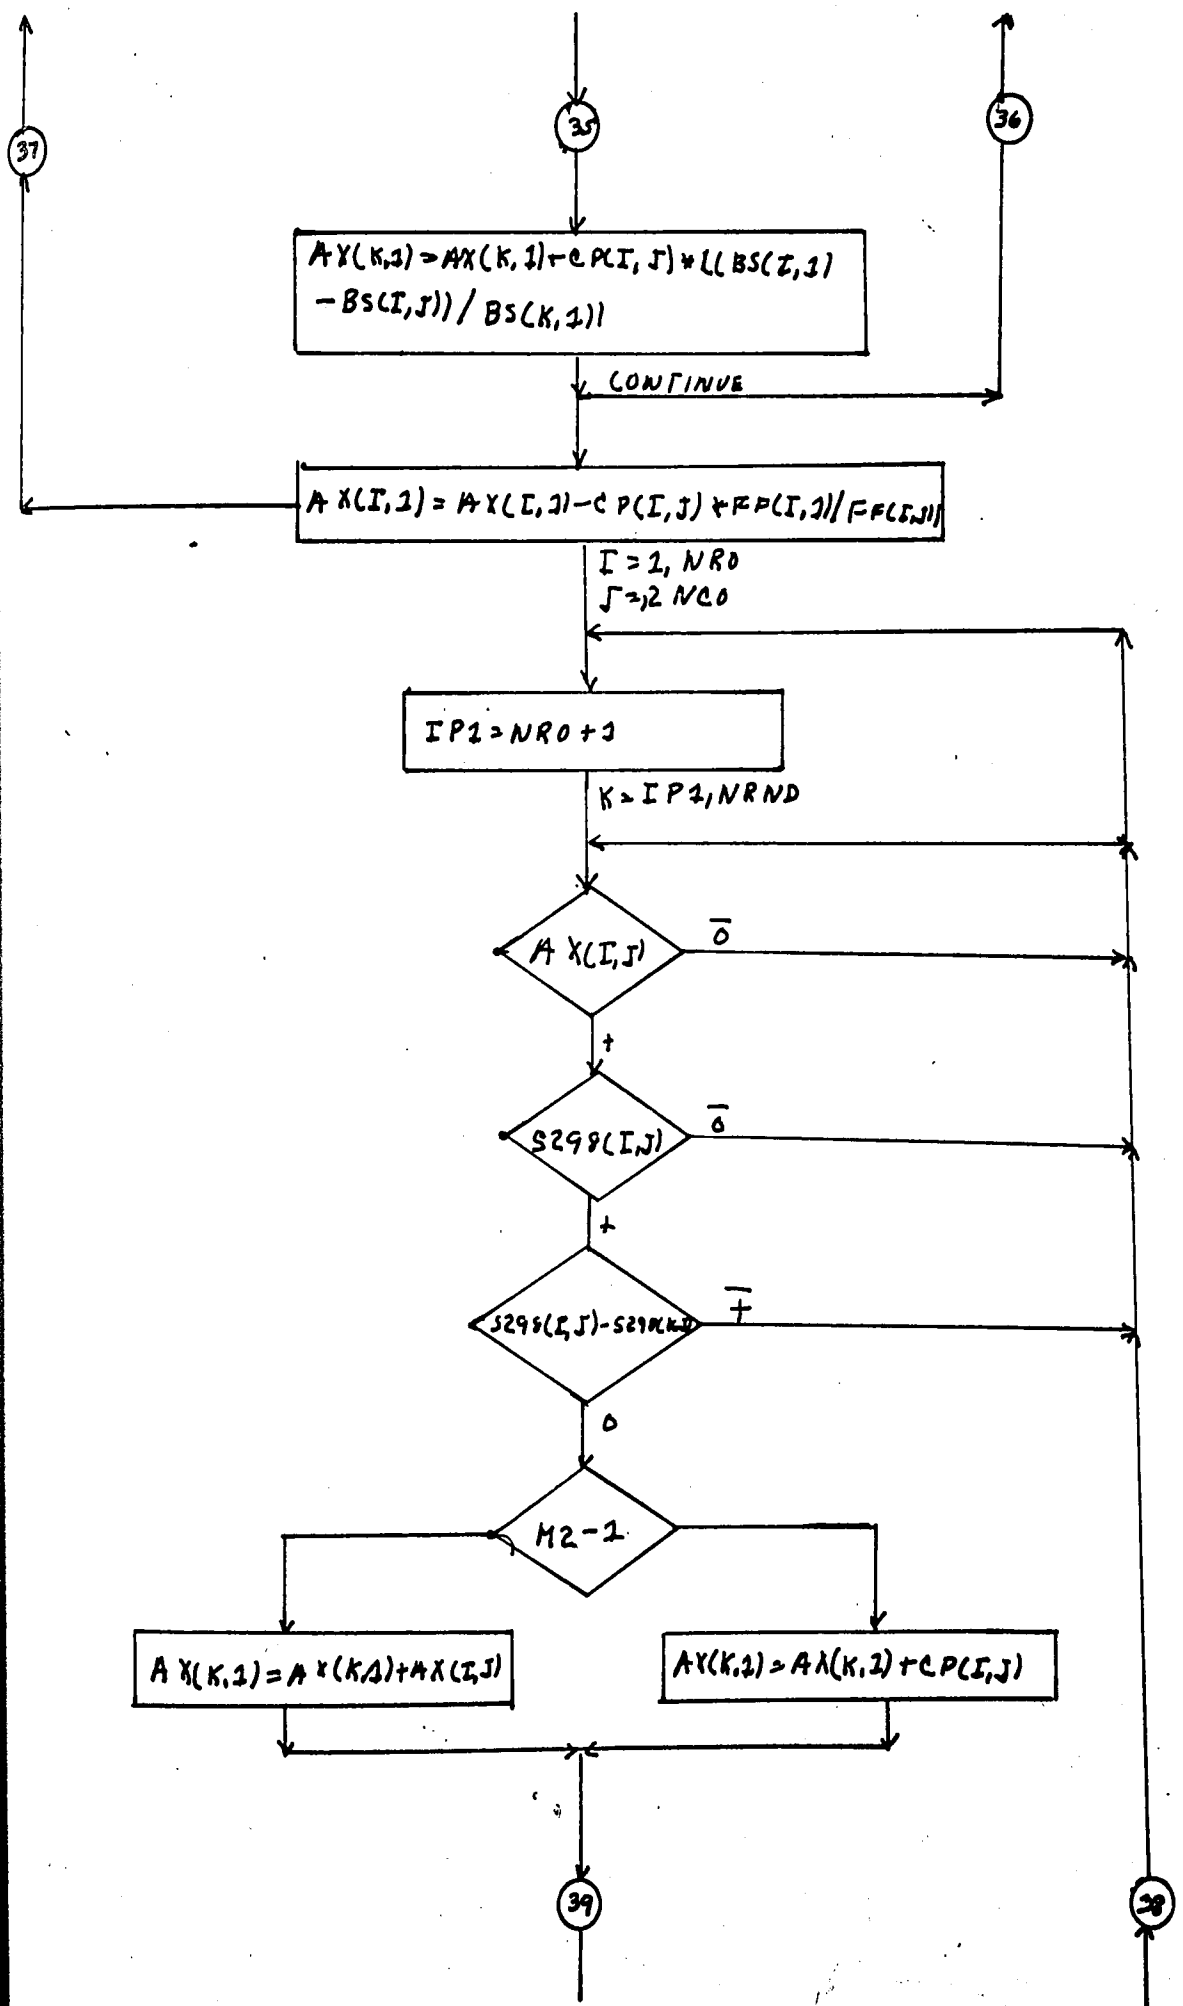 37
35
36
AX(K,1)=AX(K,1)+CP(I,J)*((BS(I,1)
-BS(I,J))/BS(K,1))
CONTINUE
AX(I,1)=AX(I,1)-CP(I,J)*FP(I,1)/FF(I,J))
I=1, NRO
J=,2 NCO
IP1=NRO+1
K=IP1,NRND
AX(I,J)
-
0
+
S298(I,J)
-
0
+
S298(I,J)-S298(K,J)
-
+
0
M2-1
AX(K,1)=AX(K,1)+AX(I,J)
AX(K,1)=AX(K,1)+CP(I,J)
39
38